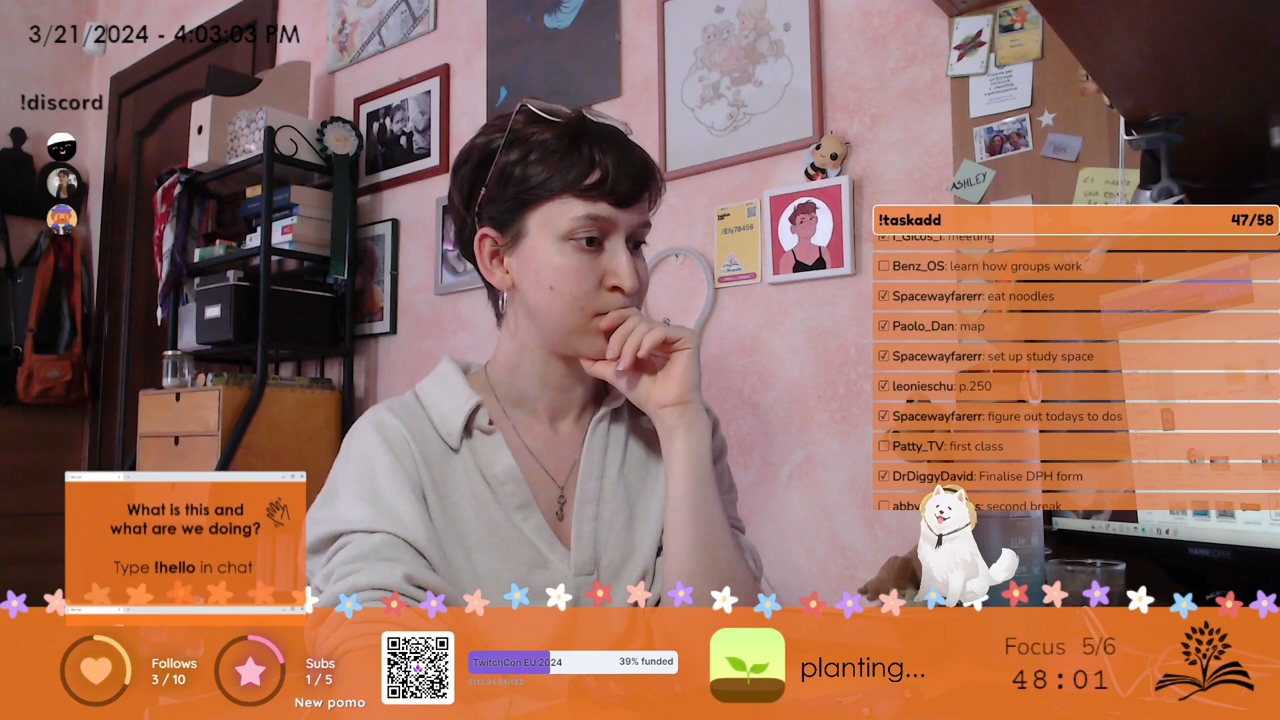 3/21/2024 - 4:03:03 PM
!discord
ASHLEY
/Elly78456
!taskadd 47/58
meeting
Benz_OS: learn how groups work
Spacewayfarerr: eat noodles
Paolo_Dan: map
Spacewayfarerr: set up study space
leonieschu: p.250
Spacewayfarerr: figure out todays to dos
Patty_TV: first class
DrDiggyDavid: Finalise DPH form
second break
What is this and
what are we doing?
Type !hello in chat
Follows
3 / 10
Subs
1 / 5
New pomo
TwitchCon EU 2024 39% funded
planting...
Focus 5/6
48:01